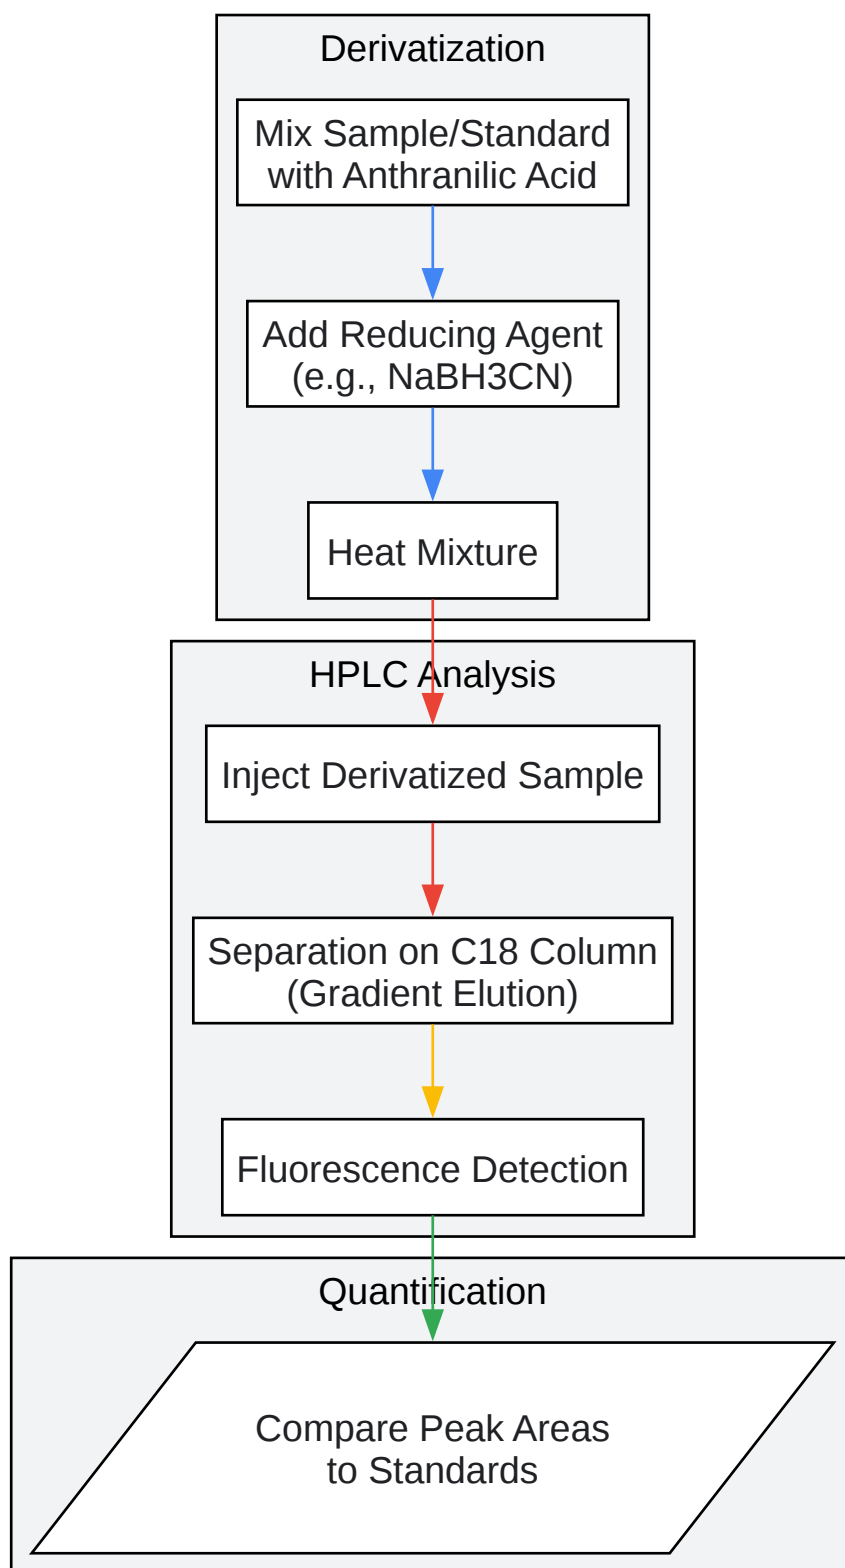 Derivatization
Mix Sample/Standard
with Anthranilic Acid
Add Reducing Agent
(e.g., NaBH3CN)
Heat Mixture
HPLC Analysis
Inject Derivatized Sample
Separation on C18 Column
(Gradient Elution)
Fluorescence Detection
Quantification
Compare Peak Areas
to Standards